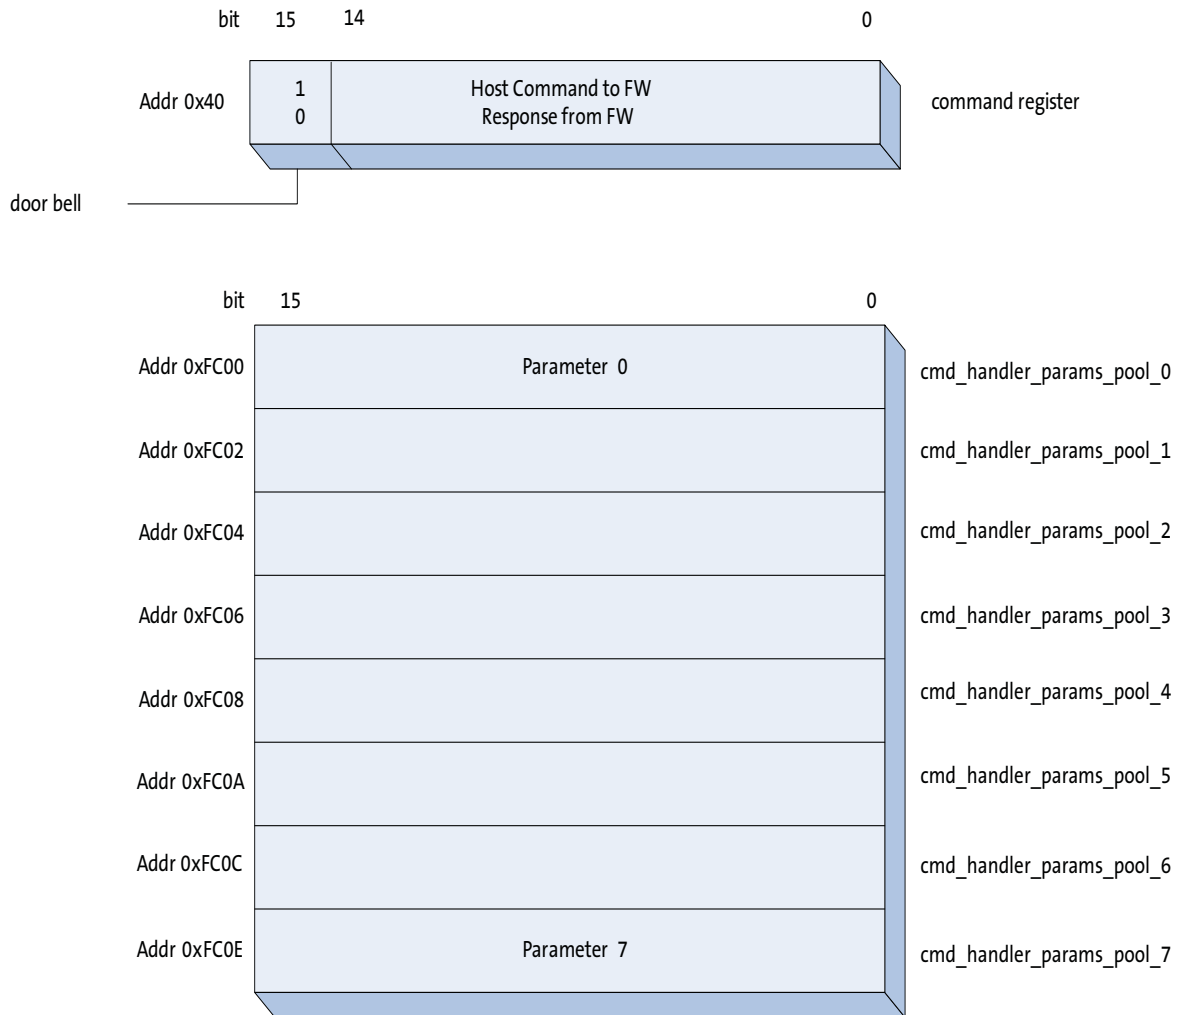 bit 15 14 0
Addr 0x40 1 Host Command to FW command register
0 Response from FW
door bell
bit 15 0
Addr 0xFC00 Parameter 0 cmd_handler_params_pool_0
Addr 0xFC02 cmd_handler_params_pool_1
Addr 0xFC04 cmd_handler_params_pool_2
Addr 0xFC06 cmd_handler_params_pool_3
Addr 0xFC08 cmd_handler_params_pool_4
Addr 0xFC0A cmd_handler_params_pool_5
Addr 0xFC0C cmd_handler_params_pool_6
Addr 0xFC0E Parameter 7 cmd_handler_params_pool_7